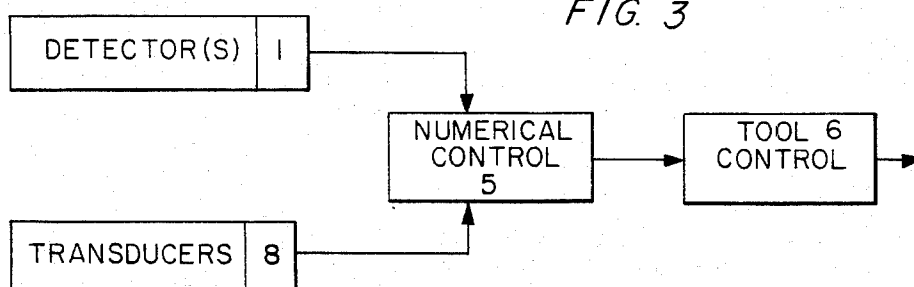 FIG. 3
DETECTOR(S) 1
NUMERICAL
CONTROL
5
TOOL 6
CONTROL
TRANSDUCERS 8